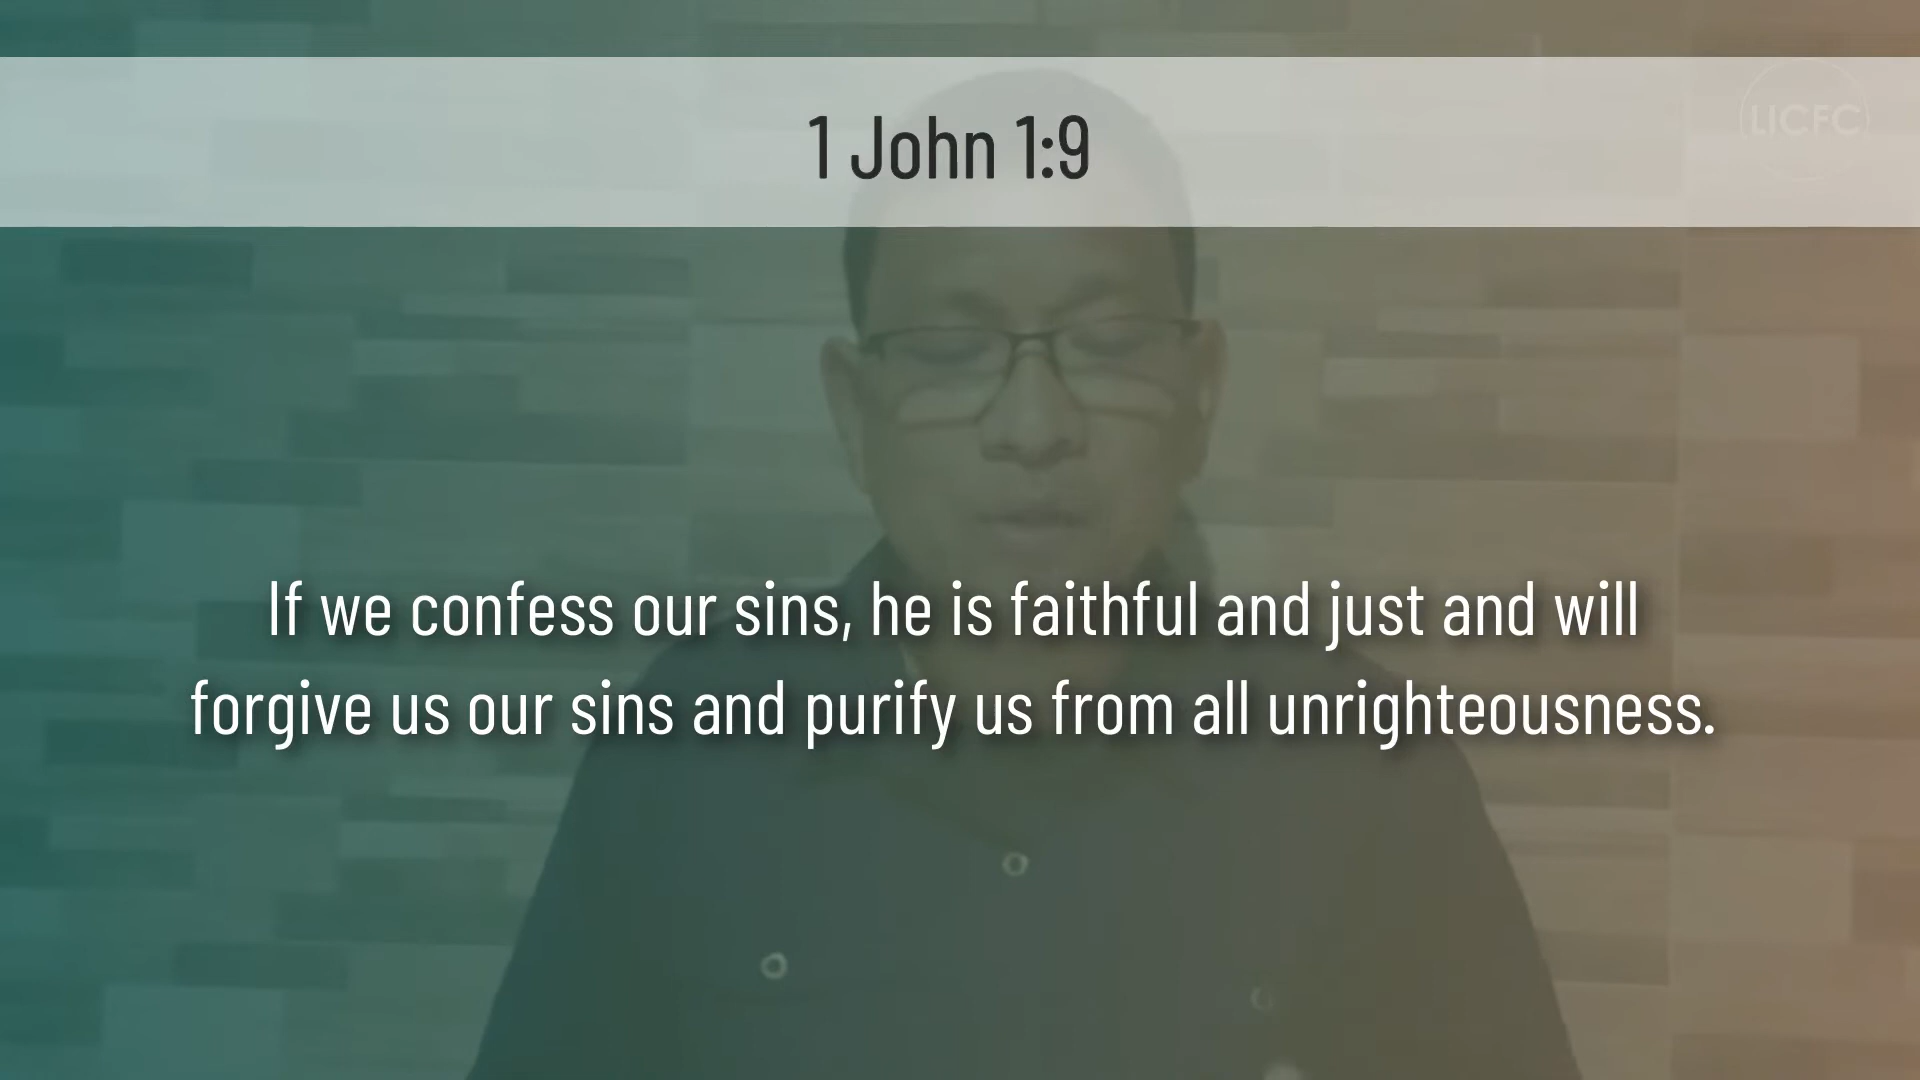 1 John 1:9
LICFC
If we confess our sins, he is faithful and just and will
forgive us our sins and purify us from all unrighteousness.